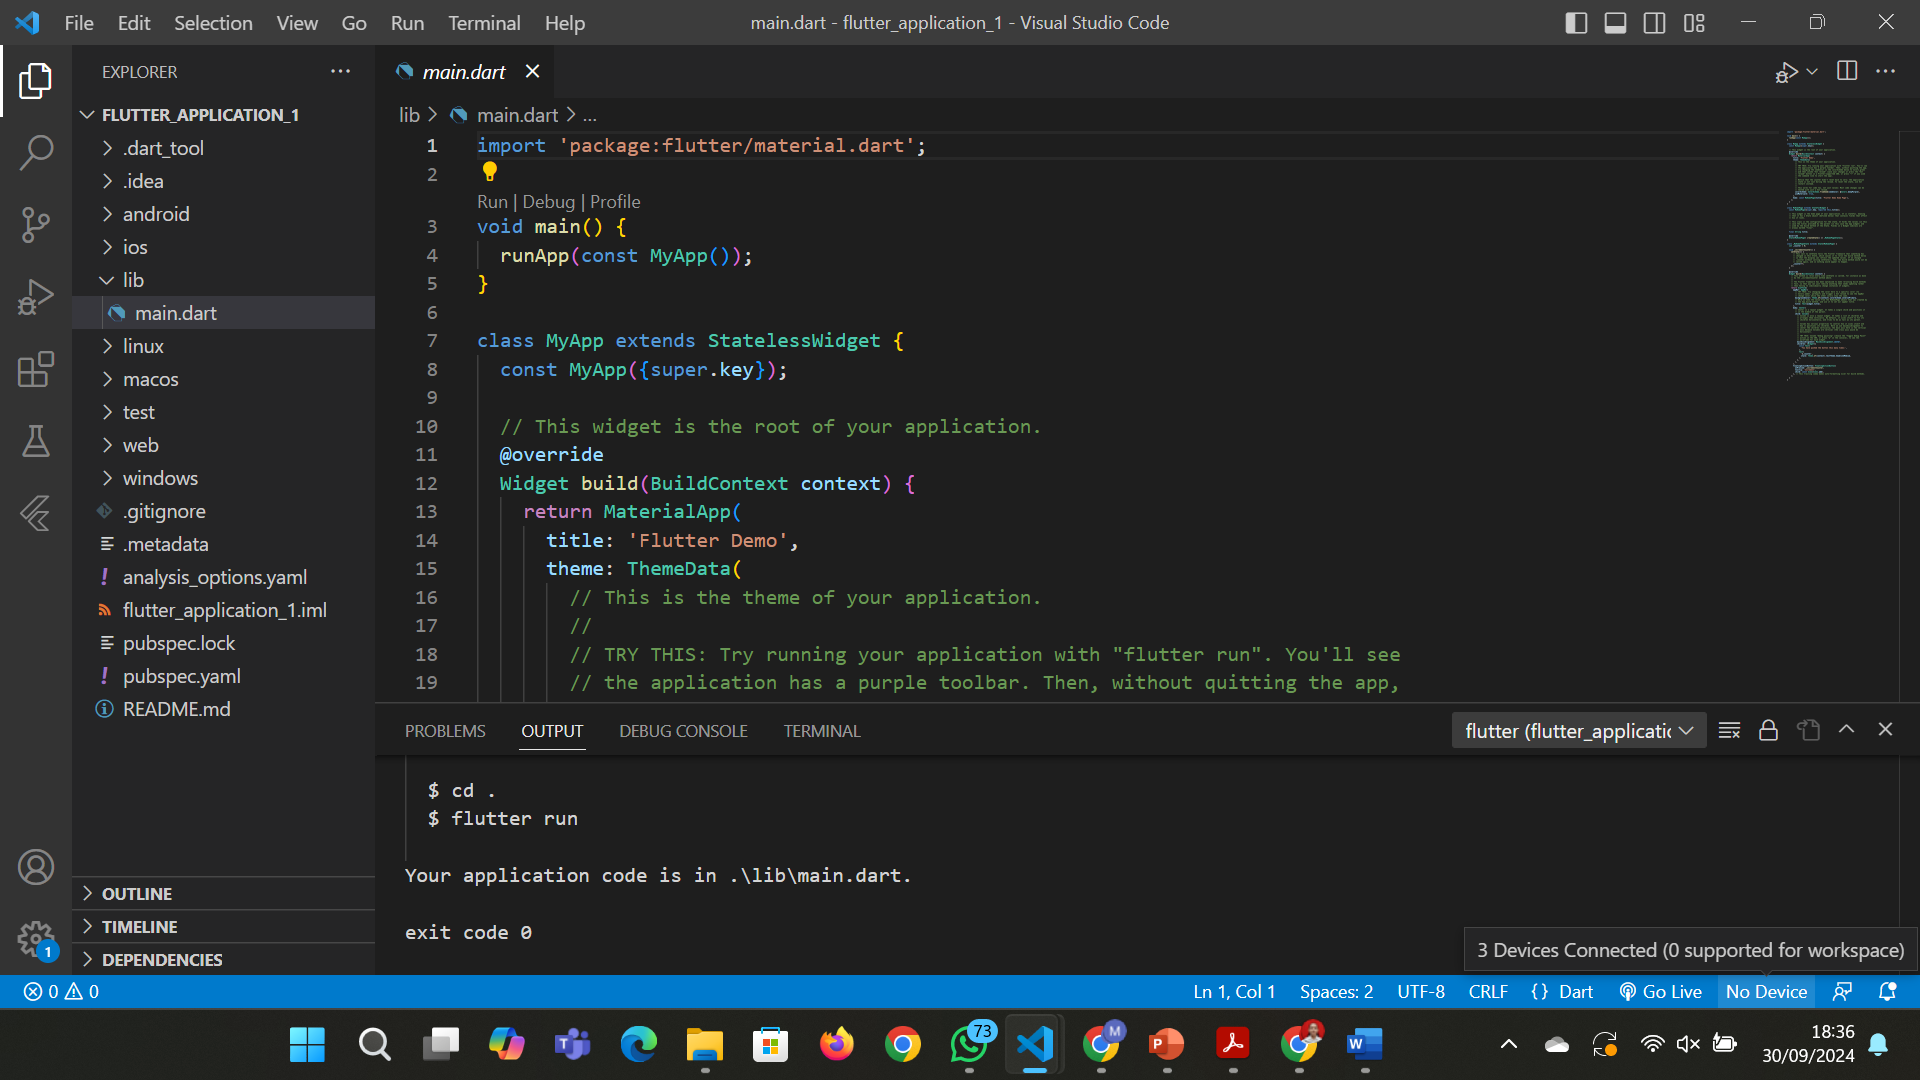 File Edit Selection View Go Run Terminal Help
main.dart - flutter_application_1 - Visual Studio Code
EXPLORER
FLUTTER_APPLICATION_1
.dart_tool
.idea
android
ios
lib
main.dart
linux
macos
test
web
windows
.gitignore
.metadata
analysis_options.yaml
flutter_application_1.iml
pubspec.lock
pubspec.yaml
README.md
OUTLINE
TIMELINE
DEPENDENCIES
1
main.dart
lib > main.dart > ...
1 import 'package:flutter/material.dart';
2
Run | Debug | Profile
3 void main() {
4 runApp(const MyApp());
5 }
6
7 class MyApp extends StatelessWidget {
8 const MyApp({super.key});
9
10 // This widget is the root of your application.
11 @override
12 Widget build(BuildContext context) {
13 return MaterialApp(
14 title: 'Flutter Demo',
15 theme: ThemeData(
16 // This is the theme of your application.
17 //
18 // TRY THIS: Try running your application with "flutter run". You'll see
19 // the application has a purple toolbar. Then, without quitting the app,
PROBLEMS OUTPUT DEBUG CONSOLE TERMINAL
flutter (flutter_applicatic
$ cd .
$ flutter run
Your application code is in .\lib\main.dart.
exit code 0
3 Devices Connected (0 supported for workspace)
0 0
Ln 1, Col 1 Spaces: 2 UTF-8 CRLF {} Dart Go Live No Device
73
M
18:36
30/09/2024